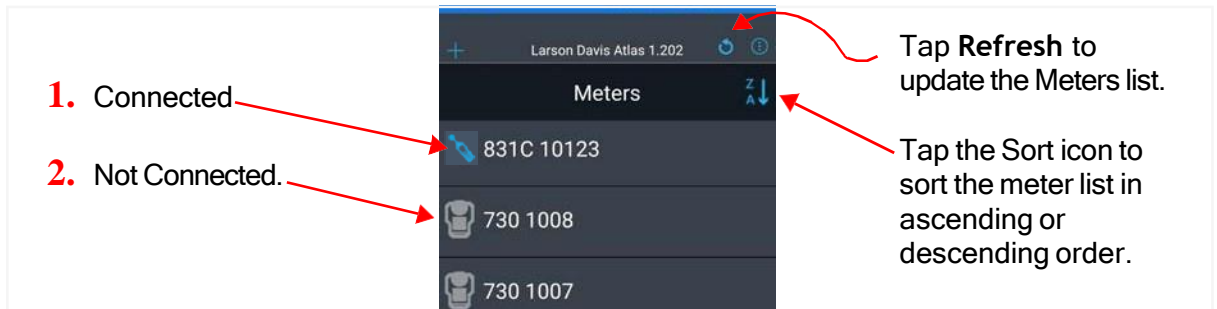 1. Connected
2. Not Connected.
Larson Davis Atlas 1.202
Meters
Z
A
831C 10123
730 1008
730 1007
Tap Refresh to
update the Meters list.
Tap the Sort icon to
sort the meter list in
ascending or
descending order.